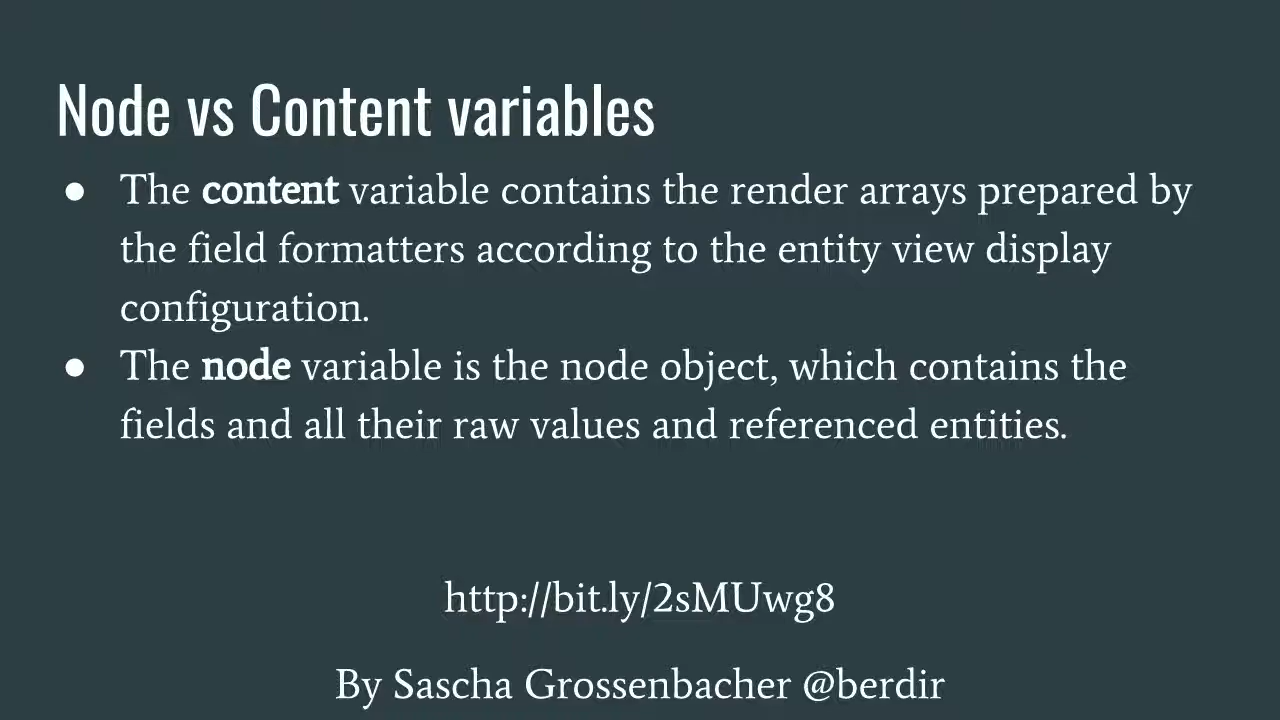 Node vs Content variables
● The content variable contains the render arrays prepared by
the field formatters according to the entity view display
configuration.
● The node variable is the node object, which contains the
fields and all their raw values and referenced entities.
http://bit.ly/2sMUwg8
By Sascha Grossenbacher @berdir